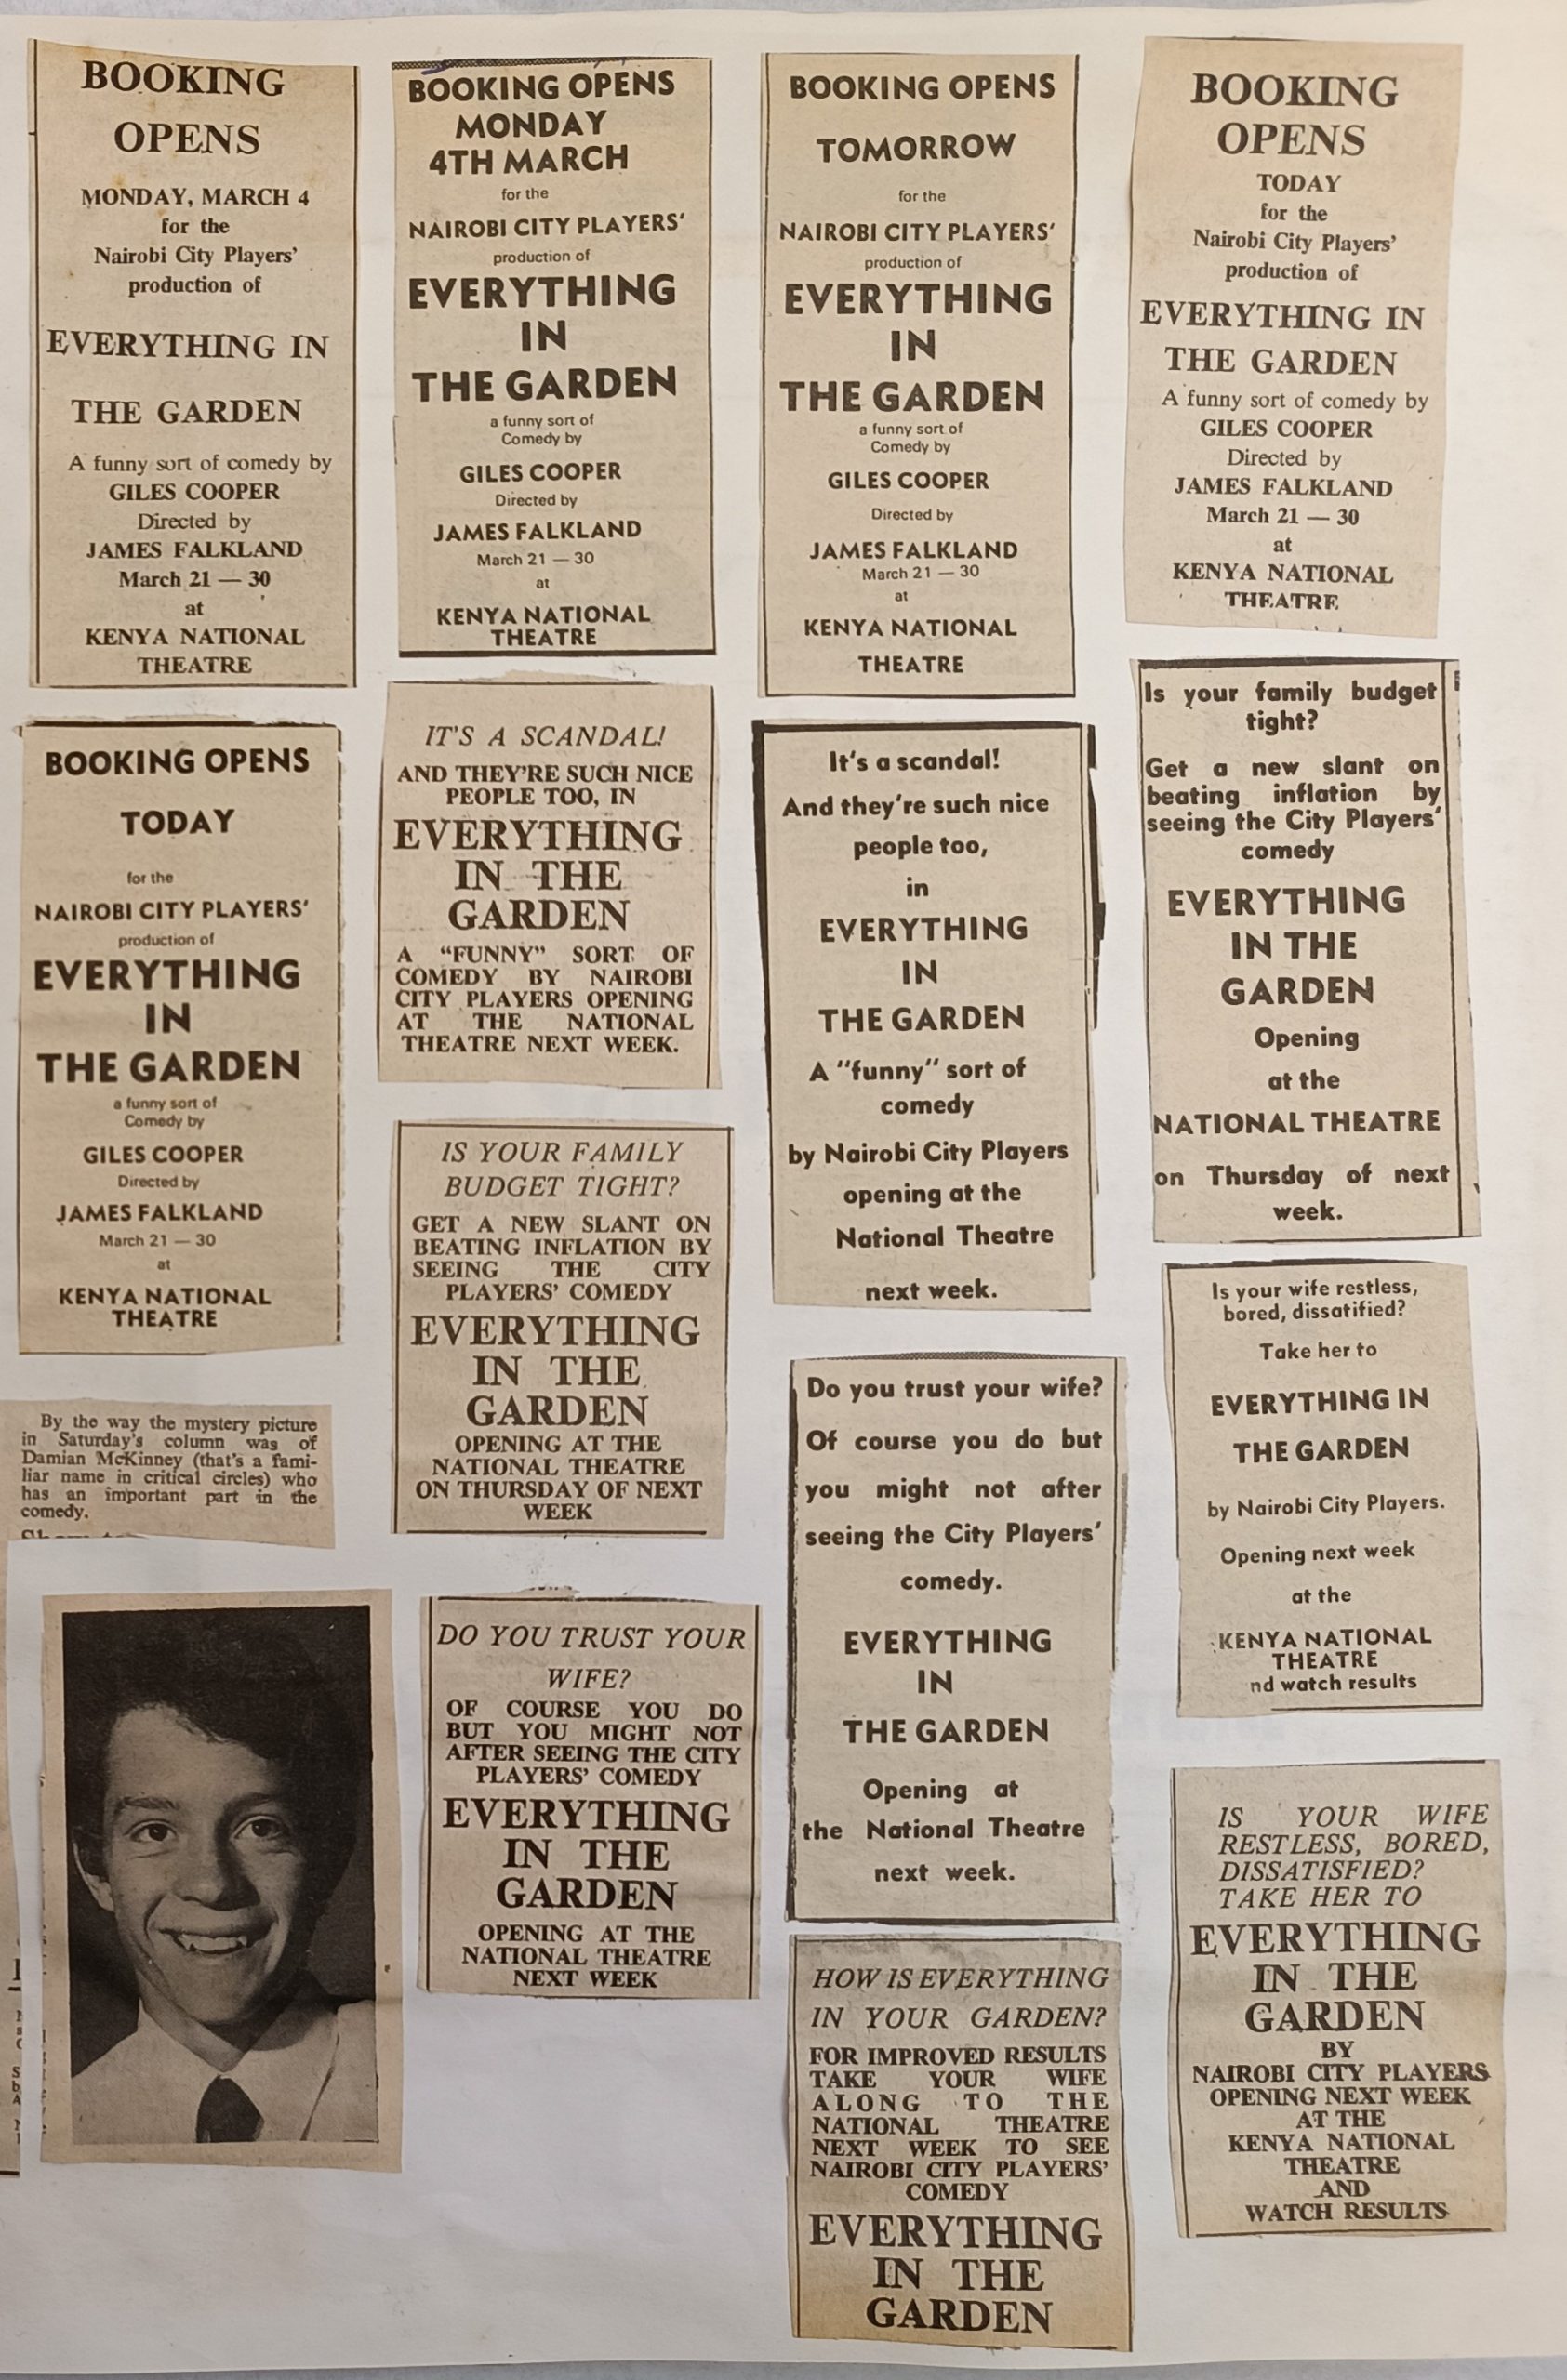 BOOKING
OPENS
MONDAY, MARCH 4
for the
Nairobi City Players'
production of
EVERYTHING IN
THE GARDEN
A funny sort of comedy by
GILES COOPER
Directed by
JAMES FALKLAND
March 21 — 30
at
KENYA NATIONAL
THEATRE
BOOKING OPENS
TODAY
for the
NAIROBI CITY PLAYERS'
production of
EVERYTHING
IN
THE GARDEN
a funny sort of
Comedy by
GILES COOPER
Directed by
JAMES FALKLAND
March 21 — 30
at
KENYA NATIONAL
THEATRE
By the way the mystery picture
in Saturday's column was of
Damian McKinney (that's a fami-
liar name in critical circles) who
has an important part in the
comedy.
BOOKING OPENS
MONDAY
4TH MARCH
for the
NAIROBI CITY PLAYERS'
production of
EVERYTHING
IN
THE GARDEN
a funny sort of
Comedy by
GILES COOPER
Directed by
JAMES FALKLAND
March 21 — 30
at
KENYA NATIONAL
THEATRE
IT'S A SCANDAL!
AND THEY'RE SUCH NICE
PEOPLE TOO, IN
EVERYTHING
IN THE
GARDEN
A "FUNNY" SORT OF
COMEDY BY NAIROBI
CITY PLAYERS OPENING
AT THE NATIONAL
THEATRE NEXT WEEK.
IS YOUR FAMILY
BUDGET TIGHT?
GET A NEW SLANT ON
BEATING INFLATION BY
SEEING THE CITY
PLAYERS' COMEDY
EVERYTHING
IN THE
GARDEN
OPENING AT THE
NATIONAL THEATRE
ON THURSDAY OF NEXT
WEEK
DO YOU TRUST YOUR
WIFE?
OF COURSE YOU DO
BUT YOU MIGHT NOT
AFTER SEEING THE CITY
PLAYERS' COMEDY
EVERYTHING
IN THE
GARDEN
OPENING AT THE
NATIONAL THEATRE
NEXT WEEK
BOOKING OPENS
TOMORROW
for the
NAIROBI CITY PLAYERS'
production of
EVERYTHING
IN
THE GARDEN
a funny sort of
Comedy by
GILES COOPER
Directed by
JAMES FALKLAND
March 21 — 30
at
KENYA NATIONAL
THEATRE
It's a scandal!
And they're such nice
people too,
in
EVERYTHING
IN
THE GARDEN
A "funny" sort of
comedy
by Nairobi City Players
opening at the
National Theatre
next week.
Do you trust your wife?
Of course you do but
you might not after
seeing the City Players'
comedy.
EVERYTHING
IN
THE GARDEN
Opening at
the National Theatre
next week.
HOW IS EVERYTHING
IN YOUR GARDEN?
FOR IMPROVED RESULTS
TAKE YOUR WIFE
ALONG TO THE
NATIONAL THEATRE
NEXT WEEK TO SEE
NAIROBI CITY PLAYERS'
COMEDY
EVERYTHING
IN THE
GARDEN
BOOKING
OPENS
TODAY
for the
Nairobi City Players'
production of
EVERYTHING IN
THE GARDEN
A funny sort of comedy by
GILES COOPER
Directed by
JAMES FALKLAND
March 21 — 30
at
KENYA NATIONAL
THEATRE
Is your family budget
tight?
Get a new slant on
beating inflation by
seeing the City Players'
comedy
EVERYTHING
IN THE
GARDEN
Opening
at the
NATIONAL THEATRE
on Thursday of next
week.
Is your wife restless,
bored, dissatified?
Take her to
EVERYTHING IN
THE GARDEN
by Nairobi City Players.
Opening next week
at the
KENYA NATIONAL
THEATRE
nd watch results
IS YOUR WIFE
RESTLESS, BORED,
DISSATISFIED?
TAKE HER TO
EVERYTHING
IN THE
GARDEN
BY
NAIROBI CITY PLAYERS
OPENING NEXT WEEK
AT THE
KENYA NATIONAL
THEATRE
AND
WATCH RESULTS